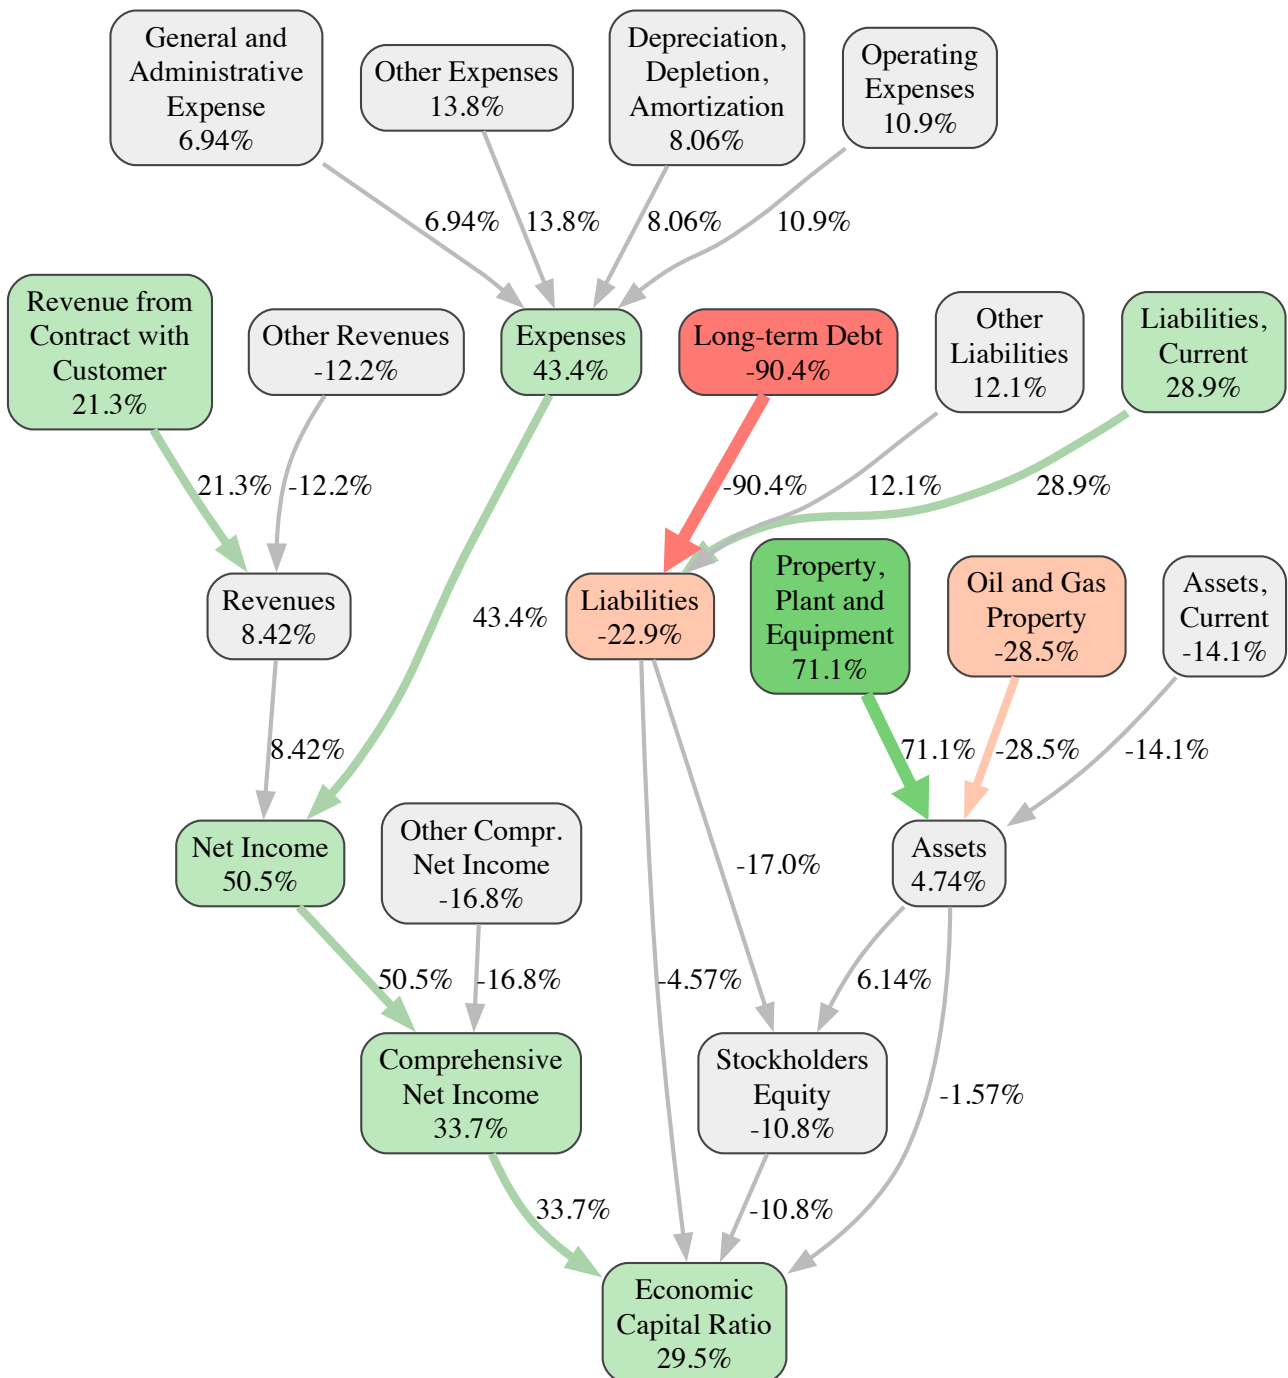 General and
Administrative
Expense
6.94%
Other Expenses
13.8%
Depreciation,
Depletion,
Amortization
8.06%
Operating
Expenses
10.9%
6.94%
13.8%
8.06%
10.9%
Revenue from
Contract with
Customer
21.3%
Other Revenues
-12.2%
Expenses
43.4%
Long-term Debt
-90.4%
Other
Liabilities
12.1%
Liabilities,
Current
28.9%
21.3%
-12.2%
-90.4%
12.1%
28.9%
Revenues
8.42%
43.4%
Liabilities
-22.9%
Property,
Plant and
Equipment
71.1%
Oil and Gas
Property
-28.5%
Assets,
Current
-14.1%
8.42%
71.1%
-28.5%
-14.1%
Net Income
50.5%
Other Compr.
Net Income
-16.8%
-17.0%
Assets
4.74%
50.5%
-16.8%
-4.57%
6.14%
Comprehensive
Net Income
33.7%
Stockholders
Equity
-10.8%
-1.57%
33.7%
-10.8%
Economic
Capital Ratio
29.5%